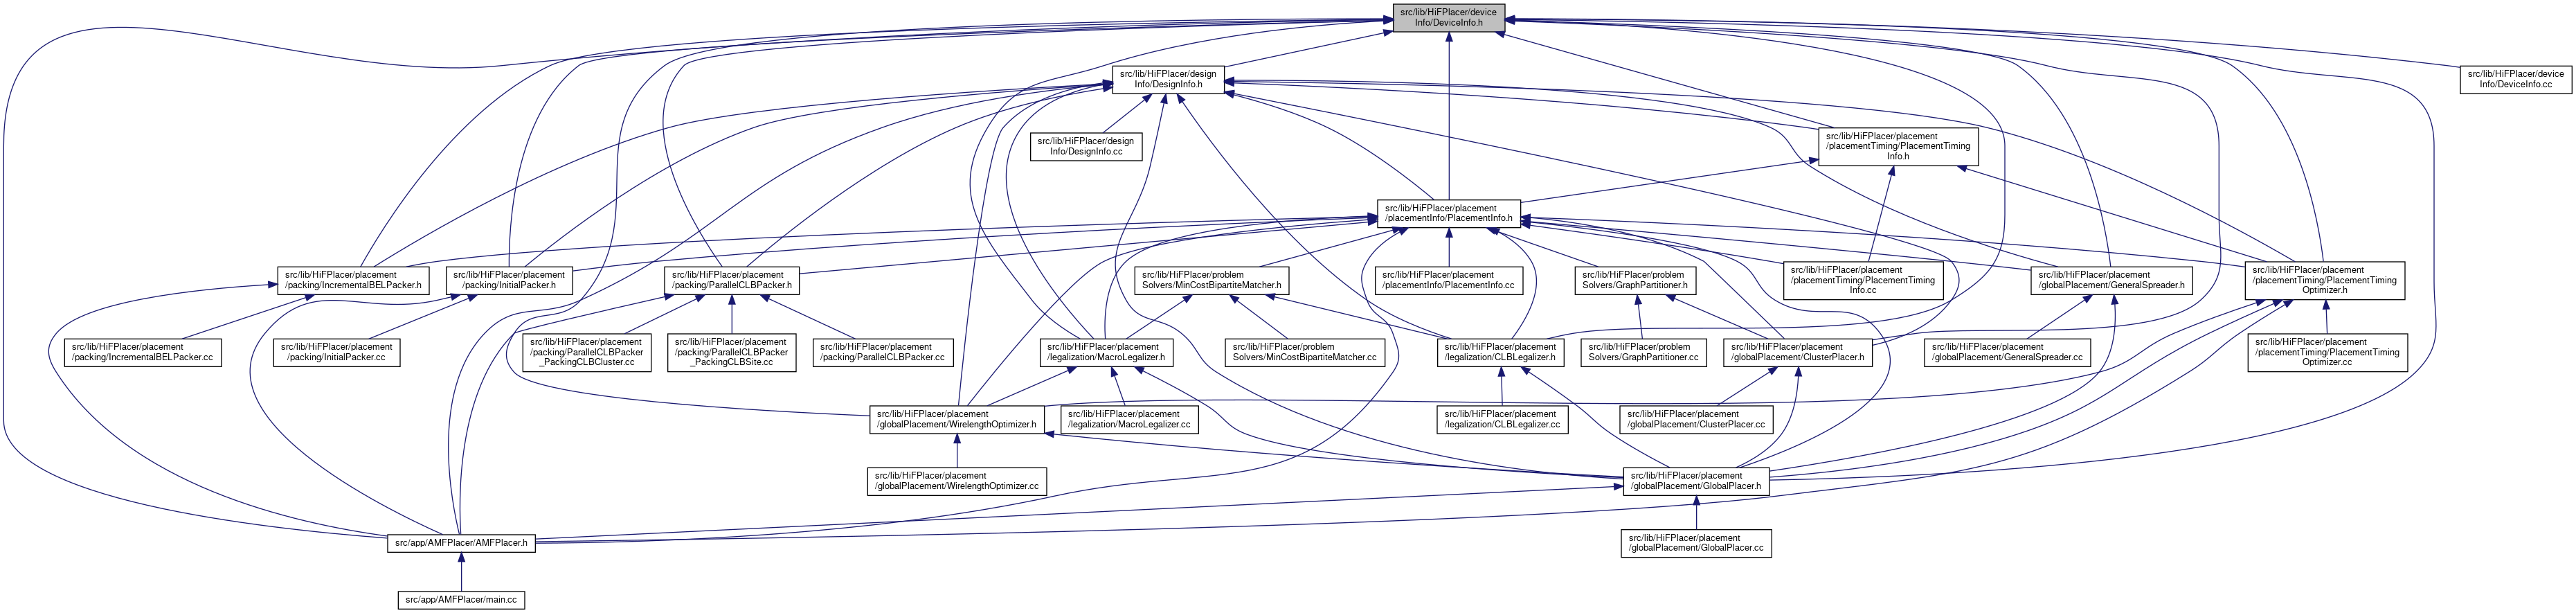 src/lib/HiFPlacer/device
Info/DeviceInfo.h
src/lib/HiFPlacer/design
Info/DesignInfo.h
src/lib/HiFPlacer/device
Info/DeviceInfo.cc
src/lib/HiFPlacer/design
Info/DesignInfo.cc
src/lib/HiFPlacer/placement
/placementTiming/PlacementTiming
Info.h
src/lib/HiFPlacer/placement
/placementInfo/PlacementInfo.h
src/lib/HiFPlacer/placement
/packing/IncrementalBELPacker.h
src/lib/HiFPlacer/placement
/packing/InitialPacker.h
src/lib/HiFPlacer/placement
/packing/ParallelCLBPacker.h
src/lib/HiFPlacer/problem
Solvers/MinCostBipartiteMatcher.h
src/lib/HiFPlacer/placement
/placementInfo/PlacementInfo.cc
src/lib/HiFPlacer/problem
Solvers/GraphPartitioner.h
src/lib/HiFPlacer/placement
/placementTiming/PlacementTiming
Info.cc
src/lib/HiFPlacer/placement
/globalPlacement/GeneralSpreader.h
src/lib/HiFPlacer/placement
/placementTiming/PlacementTiming
Optimizer.h
src/lib/HiFPlacer/placement
/packing/IncrementalBELPacker.cc
src/lib/HiFPlacer/placement
/packing/InitialPacker.cc
src/lib/HiFPlacer/placement
/packing/ParallelCLBPacker
_PackingCLBCluster.cc
src/lib/HiFPlacer/placement
/packing/ParallelCLBPacker
_PackingCLBSite.cc
src/lib/HiFPlacer/placement
/packing/ParallelCLBPacker.cc
src/lib/HiFPlacer/placement
/legalization/MacroLegalizer.h
src/lib/HiFPlacer/problem
Solvers/MinCostBipartiteMatcher.cc
src/lib/HiFPlacer/placement
/legalization/CLBLegalizer.h
src/lib/HiFPlacer/problem
Solvers/GraphPartitioner.cc
src/lib/HiFPlacer/placement
/globalPlacement/ClusterPlacer.h
src/lib/HiFPlacer/placement
/globalPlacement/GeneralSpreader.cc
src/lib/HiFPlacer/placement
/placementTiming/PlacementTiming
Optimizer.cc
src/lib/HiFPlacer/placement
/globalPlacement/WirelengthOptimizer.h
src/lib/HiFPlacer/placement
/legalization/MacroLegalizer.cc
src/lib/HiFPlacer/placement
/legalization/CLBLegalizer.cc
src/lib/HiFPlacer/placement
/globalPlacement/ClusterPlacer.cc
src/lib/HiFPlacer/placement
/globalPlacement/WirelengthOptimizer.cc
src/lib/HiFPlacer/placement
/globalPlacement/GlobalPlacer.h
src/app/AMFPlacer/AMFPlacer.h
src/lib/HiFPlacer/placement
/globalPlacement/GlobalPlacer.cc
src/app/AMFPlacer/main.cc